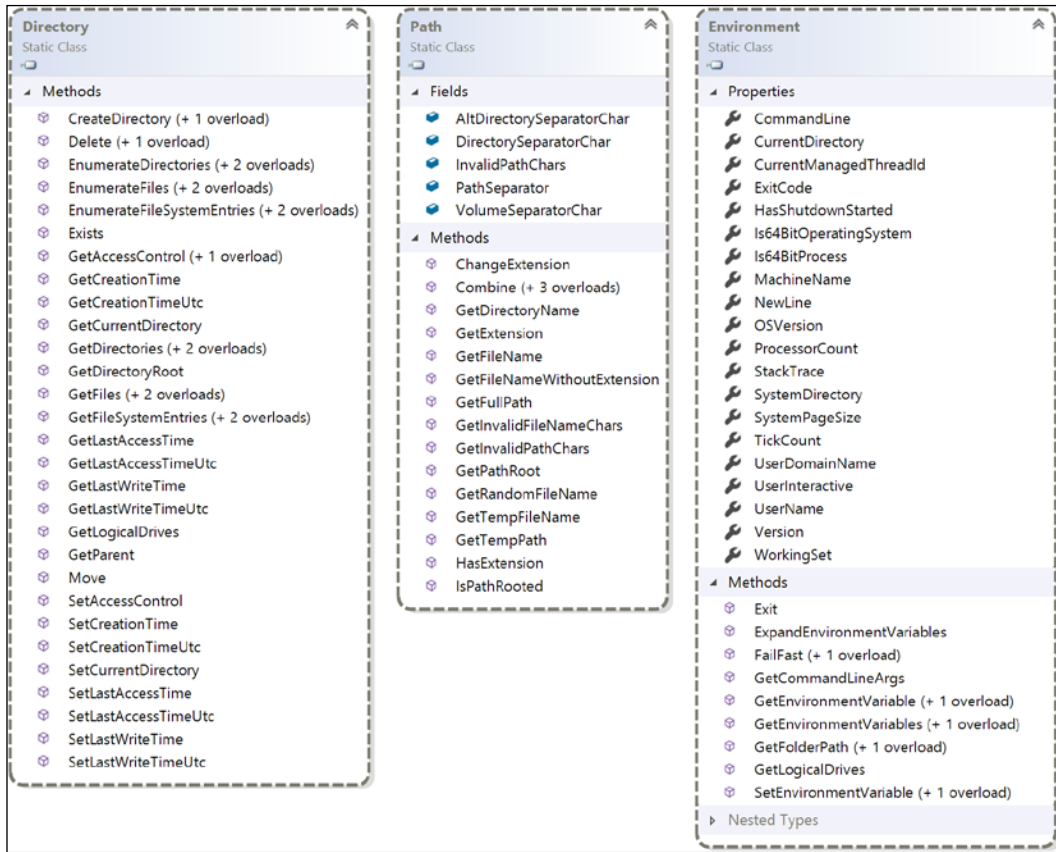 Directory
Static Class
Methods
CreateDirectory (+ 1 overload)
Delete (+ 1 overload)
EnumerateDirectories (+ 2 overloads)
EnumerateFiles (+ 2 overloads)
EnumerateFileSystemEntries (+ 2 overloads)
Exists
GetAccessControl (+ 1 overload)
GetCreationTime
GetCreationTimeUtc
GetCurrentDirectory
GetDirectories (+ 2 overloads)
GetDirectoryRoot
GetFiles (+ 2 overloads)
GetFileSystemEntries (+ 2 overloads)
GetLastAccessTime
GetLastAccessTimeUtc
GetLastWriteTime
GetLastWriteTimeUtc
GetLogicalDrives
GetParent
Move
SetAccessControl
SetCreationTime
SetCreationTimeUtc
SetCurrentDirectory
SetLastAccessTime
SetLastAccessTimeUtc
SetLastWriteTime
SetLastWriteTimeUtc
Path
Static Class
Fields
AltDirectorySeparatorChar
DirectorySeparatorChar
InvalidPathChars
PathSeparator
VolumeSeparatorChar
Methods
ChangeExtension
Combine (+ 3 overloads)
GetDirectoryName
GetExtension
GetFileName
GetFileNameWithoutExtension
GetFullPath
GetInvalidFileNameChars
GetInvalidPathChars
GetPathRoot
GetRandomFileName
GetTempFileName
GetTempPath
HasExtension
IsPathRooted
Environment
Static Class
Properties
CommandLine
CurrentDirectory
CurrentManagedThreadId
ExitCode
HasShutdownStarted
Is64BitOperatingSystem
Is64BitProcess
MachineName
NewLine
OSVersion
ProcessorCount
StackTrace
SystemDirectory
SystemPageSize
TickCount
UserDomainName
UserInteractive
UserName
Version
WorkingSet
Methods
Exit
ExpandEnvironmentVariables
FailFast (+ 1 overload)
GetCommandLineArgs
GetEnvironmentVariable (+ 1 overload)
GetEnvironmentVariables (+ 1 overload)
GetFolderPath (+ 1 overload)
GetLogicalDrives
SetEnvironmentVariable (+ 1 overload)
Nested Types